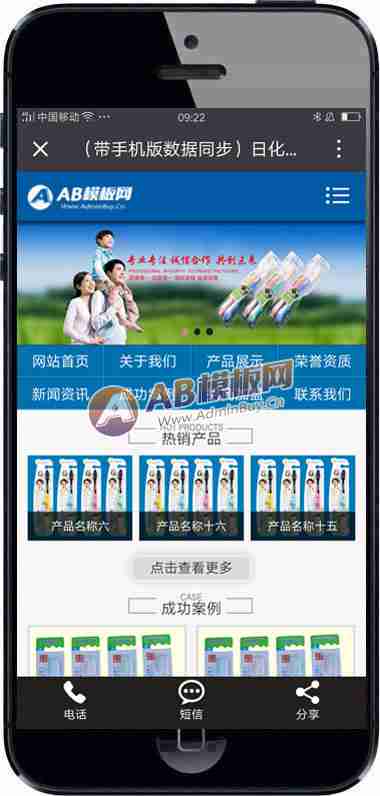 中国移动
09:22
(带手机版数据同步)日化...
AB模板网
Www.AdminBuy.Cn
专业专注 诚信合作 共创未来
网站首页 关于我们 产品展示 荣誉资质
新闻资讯 成功案 联系我们
AB模板网
Www.AdminBuy.Cn
HOT PRODUCTS
热销产品
产品名称六 产品名称十六 产品名称十五
点击查看更多
CASE
成功案例
电话 短信 分享